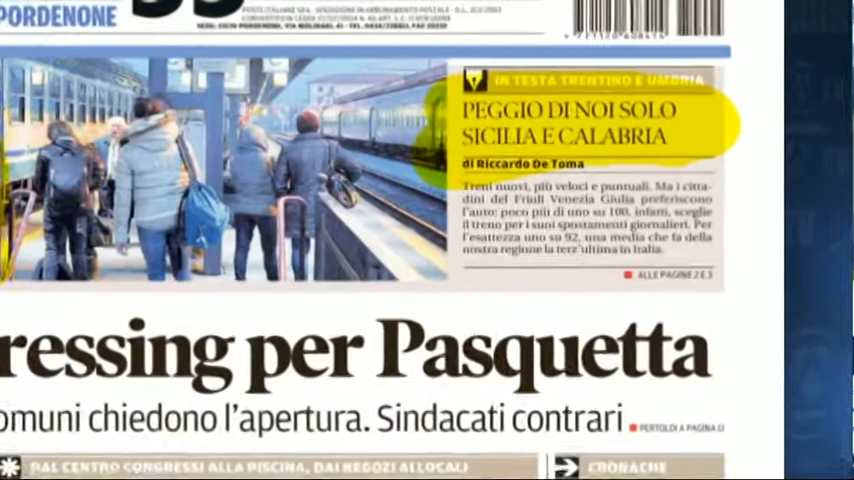 PORDENONE
IN TESTA TRENTINO E UMBRIA
PEGGIO DI NOI SOLO
SICILIA E CALABRIA
di Riccardo De Toma
Treni nuovi, più veloci e puntuali. Ma i citta-
dini del Friuli Venezia Giulia preferiscono
l'auto: poco più di uno su 100, infatti, sceglie
il treno per i suoi spostamenti giornalieri. Per
l'esattezza uno su 92, una media che fa della
nostra regione la terz'ultima in Italia.
ALLE PAGINE 2 E 3
ressing per Pasquetta
omuni chiedono l'apertura. Sindacati contrari
PERTOLDI A PAGINA
DAL CENTRO CONGRESSI ALLA PISCINA, DAI NEGOZI AI LOCALI
CRONACHE